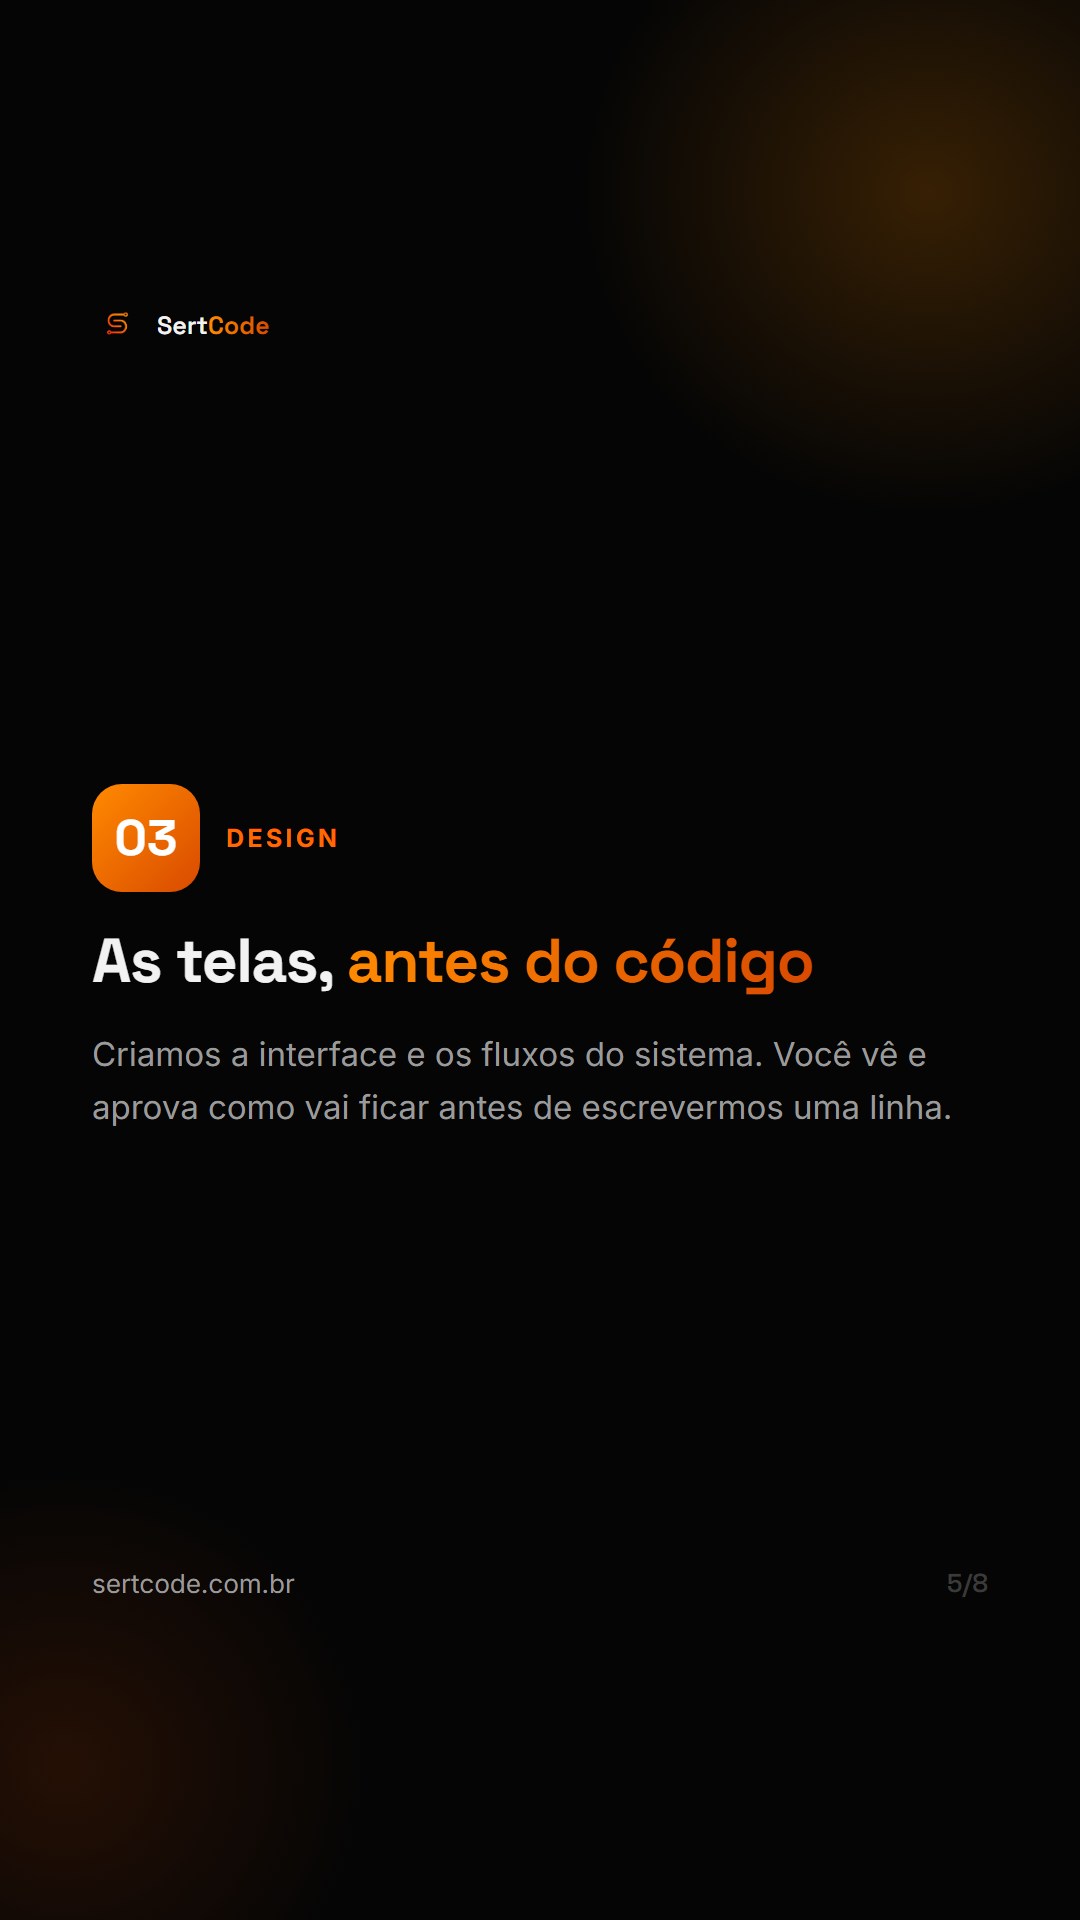 SertCode
03
DESIGN
As telas, antes do código
Criamos a interface e os fluxos do sistema. Você vê e
aprova como vai ficar antes de escrevermos uma linha.
sertcode.com.br
5/8